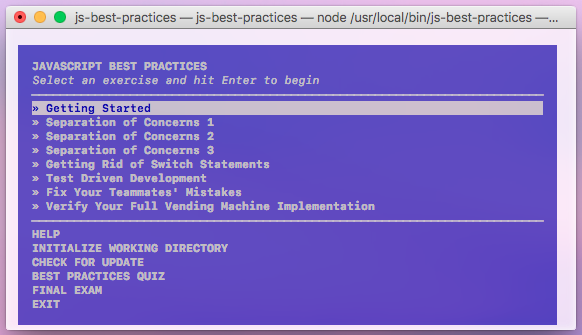 js-best-practices — js-best-practices — node /usr/local/bin/js-best-practices —...
JAVASCRIPT BEST PRACTICES
Select an exercise and hit Enter to begin
» Getting Started
» Separation of Concerns 1
» Separation of Concerns 2
» Separation of Concerns 3
» Getting Rid of Switch Statements
» Test Driven Development
» Fix Your Teammates' Mistakes
» Verify Your Full Vending Machine Implementation
HELP
INITIALIZE WORKING DIRECTORY
CHECK FOR UPDATE
BEST PRACTICES QUIZ
FINAL EXAM
EXIT